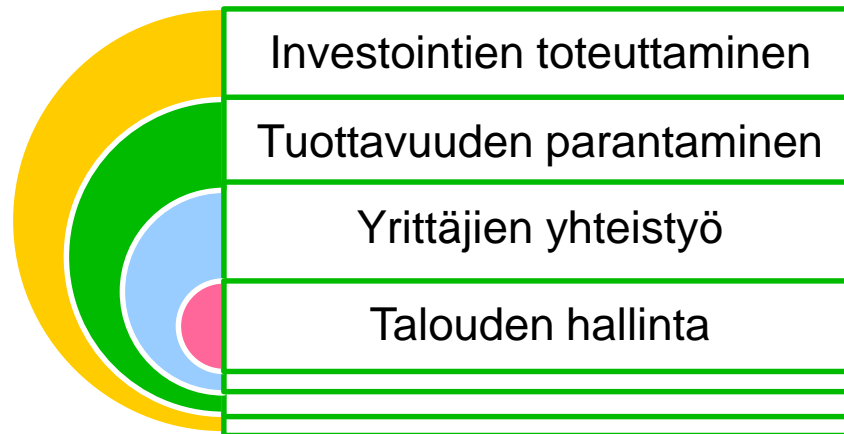 Investointien toteuttaminen
Tuottavuuden parantaminen
Yrittäjien yhteistyö
Talouden hallinta